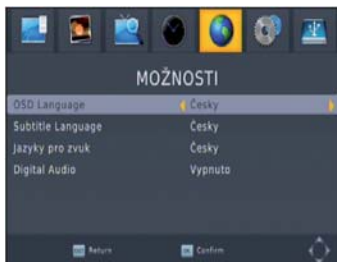 MOŽNOSTI
OSD Language Česky
Subtitle Language Česky
Jazyky pro zvuk Česky
Digital Audio Vypnuto
Return Confirm